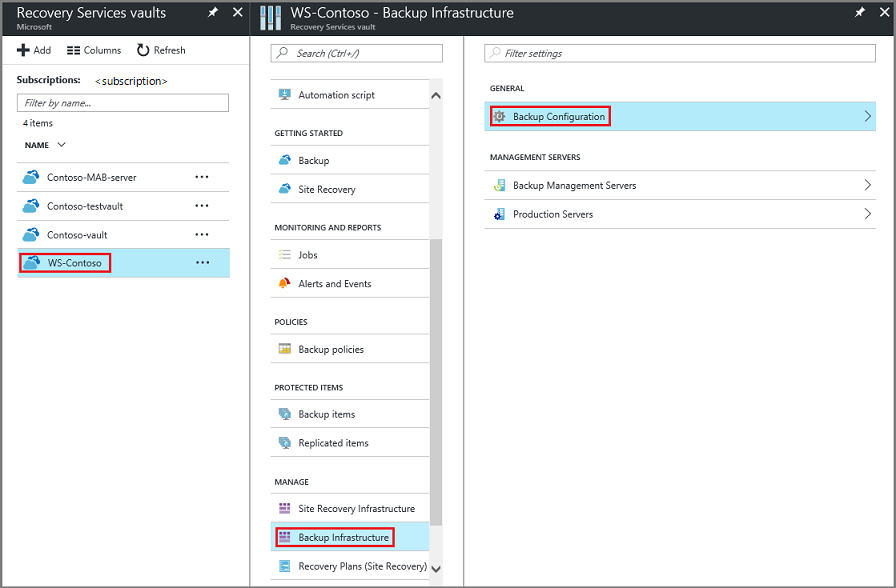 Recovery Services vaults
Microsoft
Add Columns Refresh
Subscriptions: <subscription>
Filter by name...
4 items
NAME
Contoso-MAB-server
Contoso-testvault
Contoso-vault
WS-Contoso
WS-Contoso - Backup Infrastructure
Recovery Services vault
Search (Ctrl+/)
Automation script
GETTING STARTED
Backup
Site Recovery
MONITORING AND REPORTS
Jobs
Alerts and Events
POLICIES
Backup policies
PROTECTED ITEMS
Backup items
Replicated items
MANAGE
Site Recovery Infrastructure
Backup Infrastructure
Recovery Plans (Site Recovery)
Filter settings
GENERAL
Backup Configuration
MANAGEMENT SERVERS
Backup Management Servers
Production Servers